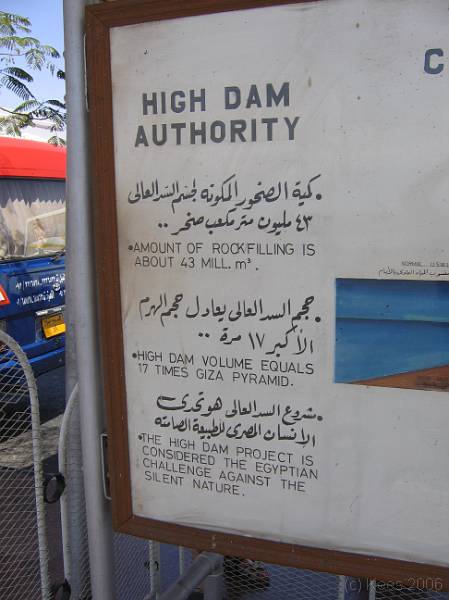 HIGH DAM
AUTHORITY
• كمية الصخور المكونة لجسم السد العالى
٤٣ مليون متر مكعب صخر ..
•AMOUNT OF ROCKFILLING IS
ABOUT 43 MILL. m³.
• حجم السد العالى يعادل حجم الهرم
الأكبر ١٧ مرة ..
•HIGH DAM VOLUME EQUALS
17 TIMES GIZA PYRAMID.
• مشروع السد العالى هو تحدى
الإنسان المصرى للطبيعة الصامتة
•THE HIGH DAM PROJECT IS
CONSIDERED THE EGYPTIAN
CHALLENGE AGAINST THE
SILENT NATURE.
C
NORMAL
(c) klaas 2006